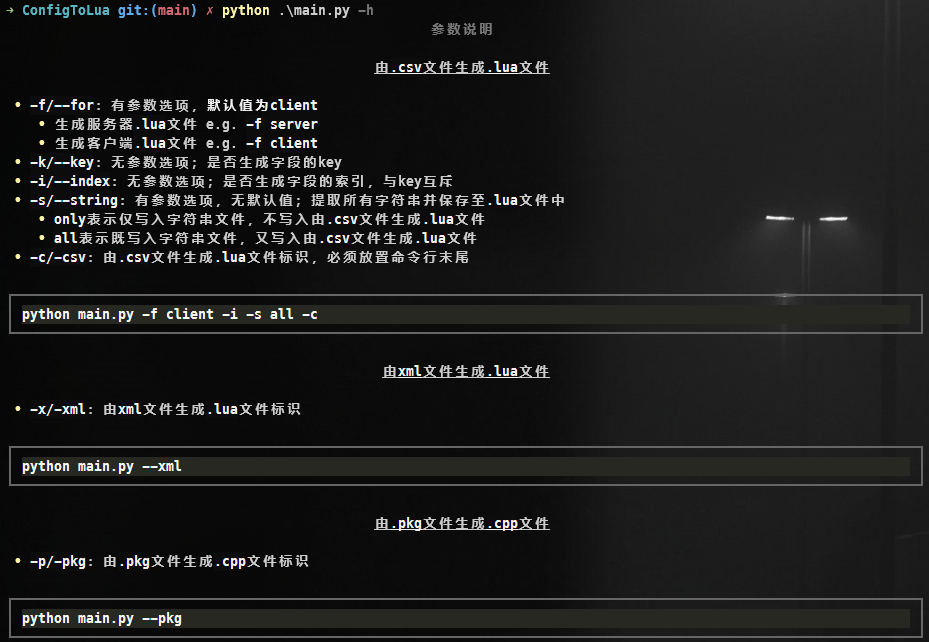 → ConfigToLua git:(main) ✗ python .\main.py -h
参数说明
由.csv文件生成.lua文件
• -f/--for: 有参数选项，默认值为client
• 生成服务器.lua文件 e.g. -f server
• 生成客户端.lua文件 e.g. -f client
• -k/--key: 无参数选项；是否生成字段的key
• -i/--index: 无参数选项；是否生成字段的索引，与key互斥
• -s/--string: 有参数选项，无默认值；提取所有字符串并保存至.lua文件中
• only表示仅写入字符串文件，不写入由.csv文件生成.lua文件
• all表示既写入字符串文件，又写入由.csv文件生成.lua文件
• -c/-csv: 由.csv文件生成.lua文件标识，必须放置命令行末尾
python main.py -f client -i -s all -c
由xml文件生成.lua文件
• -x/-xml: 由xml文件生成.lua文件标识
python main.py --xml
由.pkg文件生成.cpp文件
• -p/-pkg: 由.pkg文件生成.cpp文件标识
python main.py --pkg